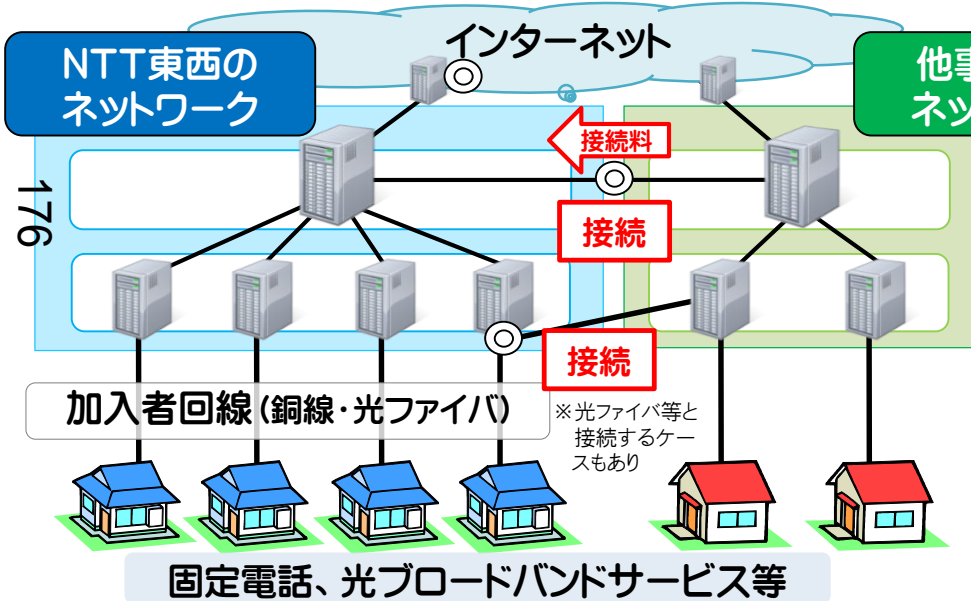 インターネット
NTT東西の
ネットワーク
他事
ネッ
接続料
接続
176
接続
加入者回線(銅線・光ファイバ)
※光ファイバ等と
接続するケー
スもあり
固定電話、光ブロードバンドサービス等